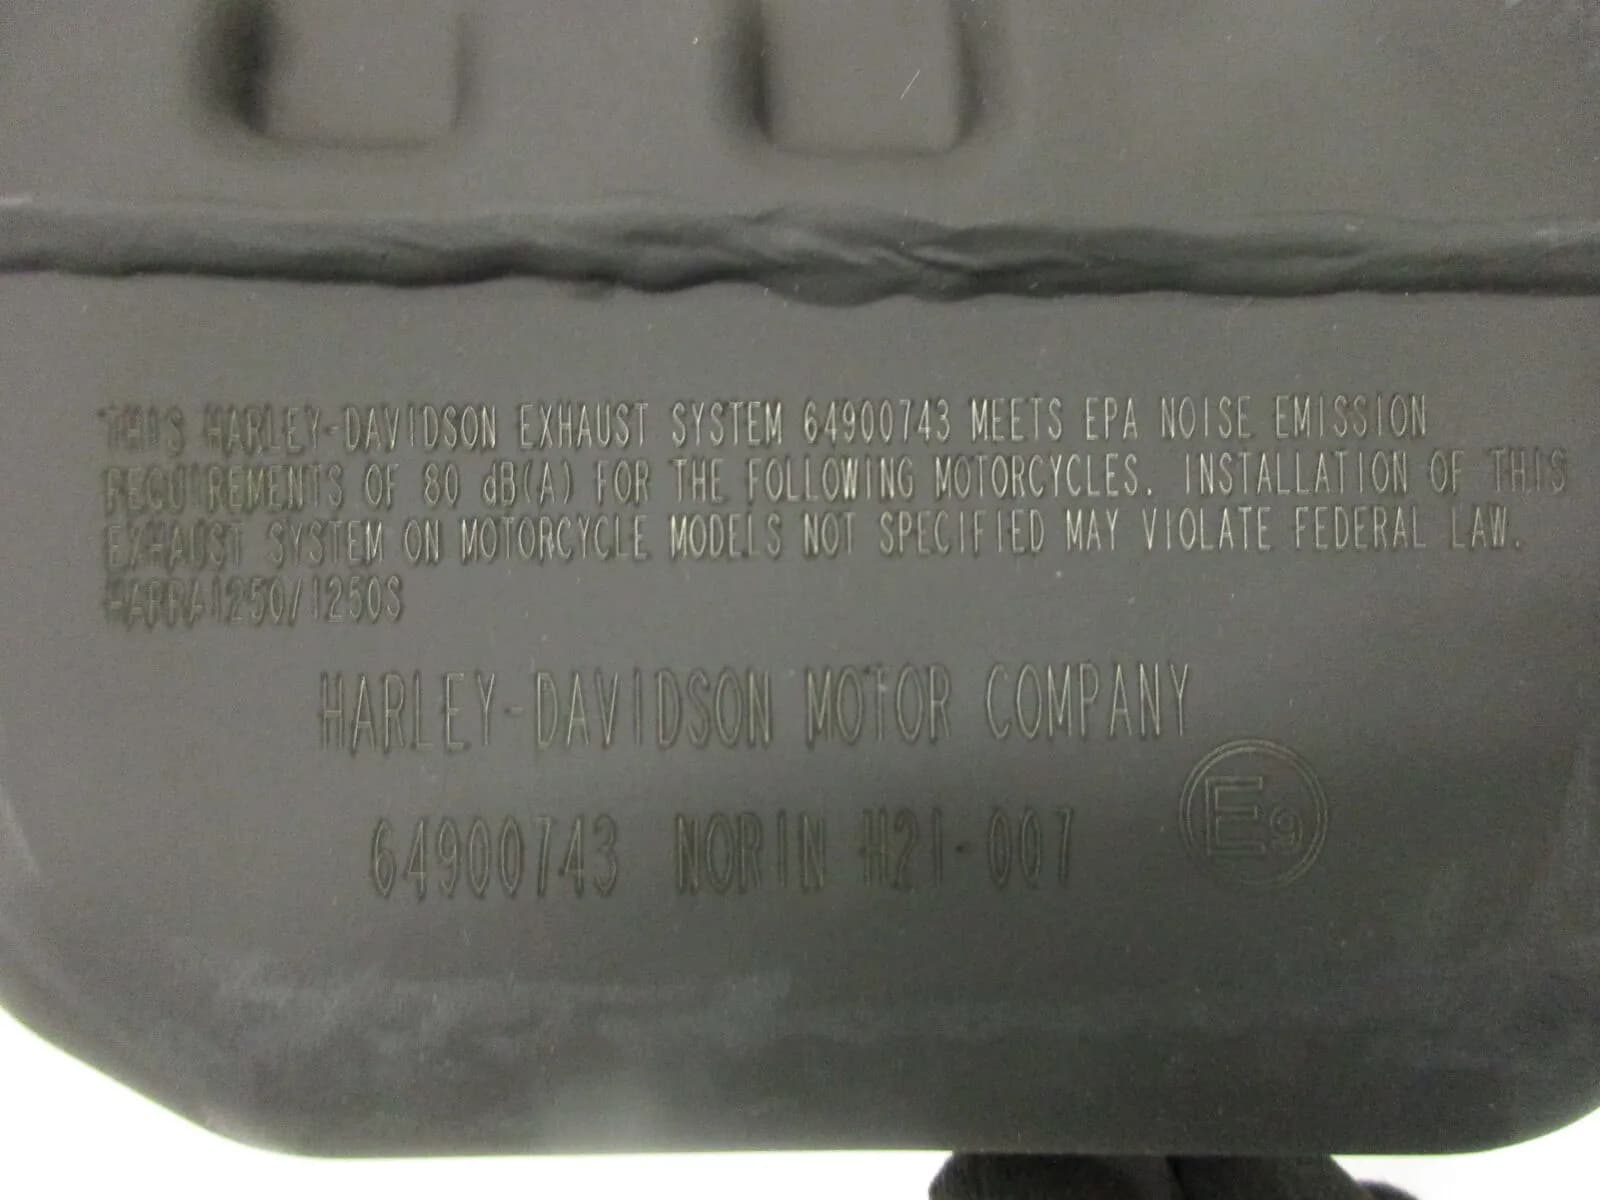 THIS HARLEY-DAVIDSON EXHAUST SYSTEM 64900743 MEETS EPA NOISE EMISSION
REQUIREMENTS OF 80 dB(A) FOR THE FOLLOWING MOTORCYCLES. INSTALLATION OF THIS
EXHAUST SYSTEM ON MOTORCYCLE MODELS NOT SPECIFIED MAY VIOLATE FEDERAL LAW.
HARRA1250/1250S
HARLEY-DAVIDSON MOTOR COMPANY
64900743 NORIN H21-007 E9